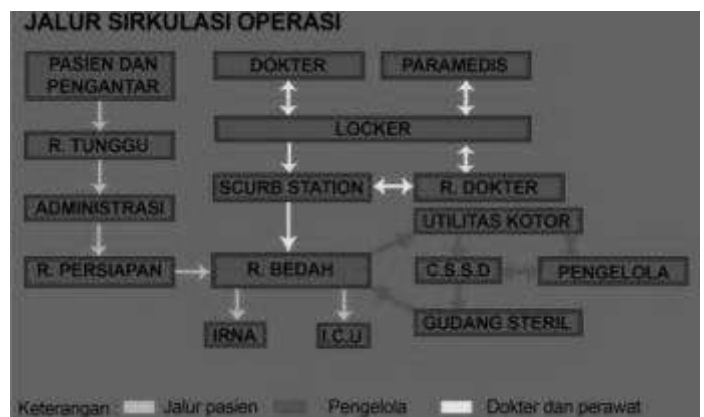 JALUR SIRKULASI OPERASI
PASIEN DAN
PENGANTAR
DOKTER
PARAMEDIS
LOCKER
R. TUNGGU
SCURB STATION
R. DOKTER
ADMINISTRASI
UTILITAS KOTOR
R. PERSIAPAN
R. BEDAH
C.S.S.D
PENGELOLA
IRNA
I.C.U
GUDANG STERIL
Keterangan : Jalur pasien Pengelola Dokter dan perawat